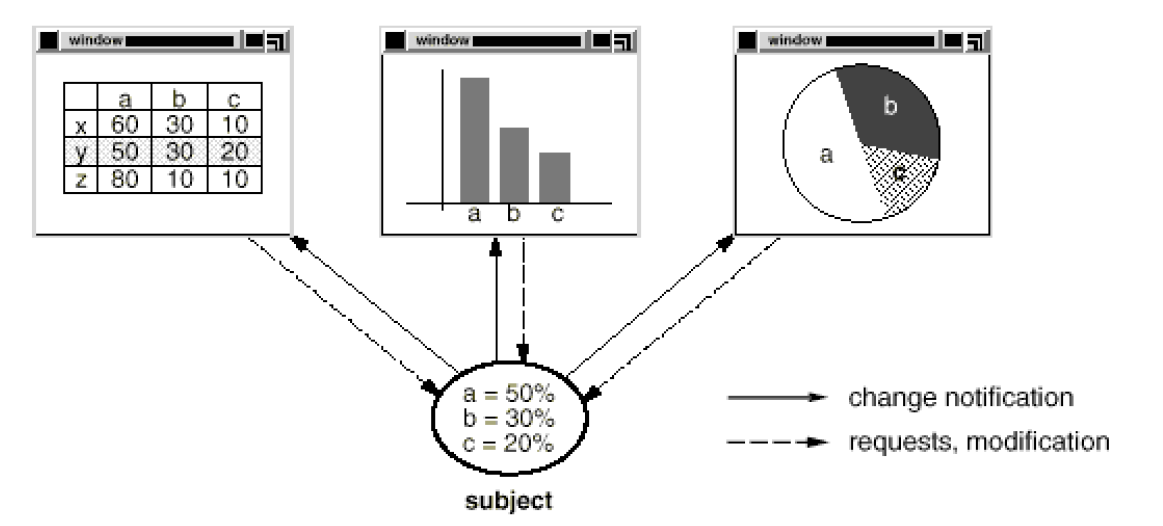 window
window
window
a b c
x 60 30 10
y 50 30 20
z 80 10 10
a b c
a
b
c
a = 50%
b = 30%
c = 20%
subject
change notification
requests, modification